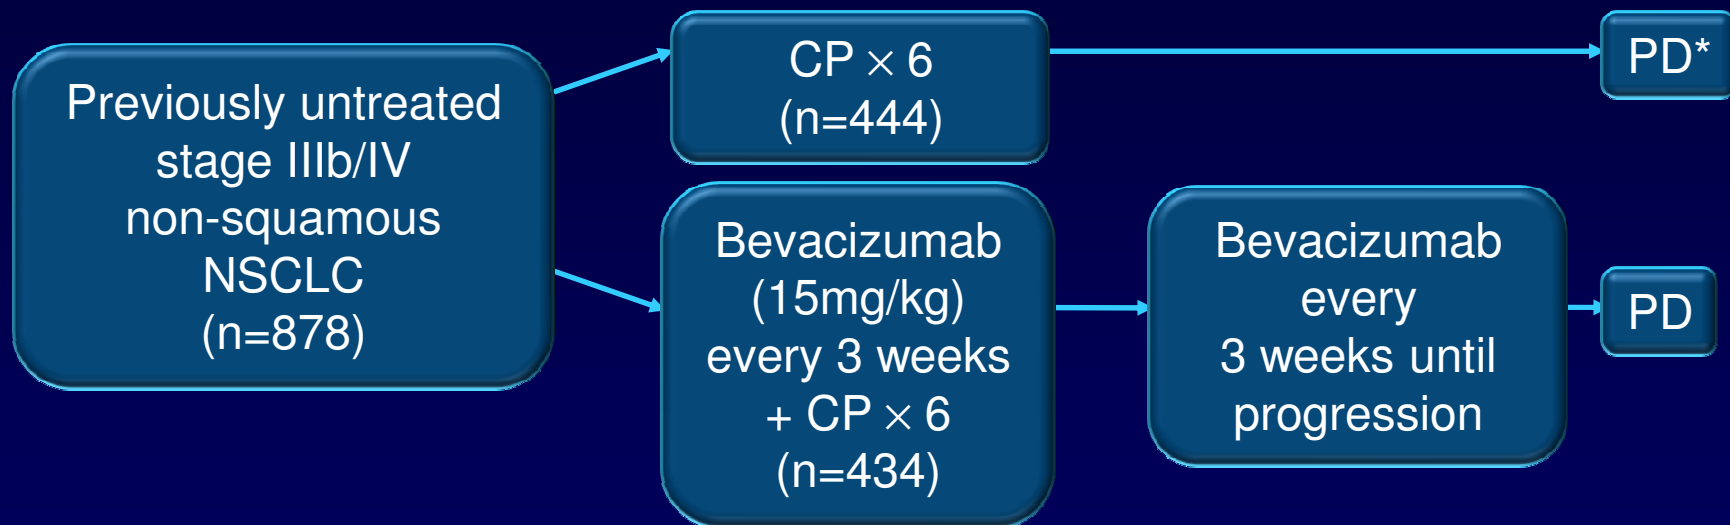 Previously untreated
stage IIIb/IV
non-squamous
NSCLC
(n=878)
CP × 6
(n=444)
PD*
Bevacizumab
(15mg/kg)
every 3 weeks
+ CP × 6
(n=434)
Bevacizumab
every
3 weeks until
progression
PD